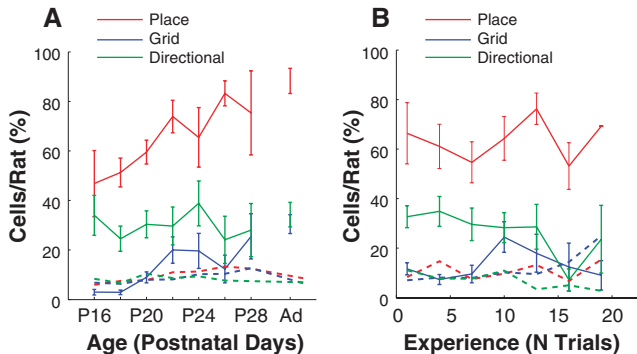 A
Place
Grid
Directional
100
80
60
40
20
0
Cells/Rat (%)
P16 P20 P24 P28 Ad
Age (Postnatal Days)
B
Place
Grid
Directional
100
80
60
40
20
0
Cells/Rat (%)
0 5 10 15 20
Experience (N Trials)